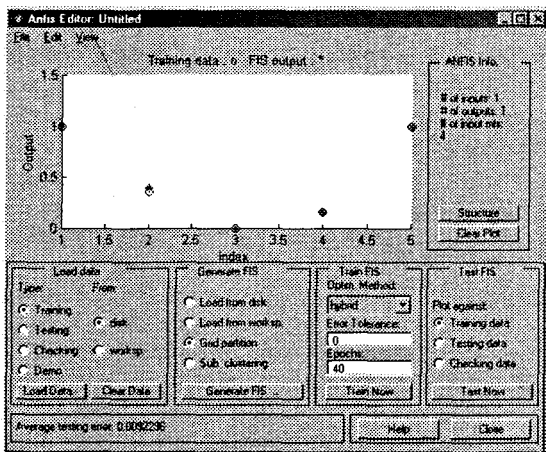 Anfis Editor: Untitled
File Edit View
Training data : o FIS output : *
1.5
1
0.5
0
Output
1 1.5 2 2.5 3 3.5 4 4.5 5
Index
ANFIS Info.
# of inputs: 1
# of outputs: 1
# of input mfs:
4
Structure
Clear Plot
Load data
Type: From:
Training
Testing
Checking
Demo
disk
worksp.
Load Data Clear Data
Generate FIS
Load from disk
Load from worksp.
Grid partition
Sub. clustering
Generate FIS ..
Train FIS
Optim. Method:
hybrid
Error Tolerance:
0
Epochs:
40
Train Now
Test FIS
Plot against:
Training data
Testing data
Checking data
Test Now
Average testing error: 0.0092296
Help Close